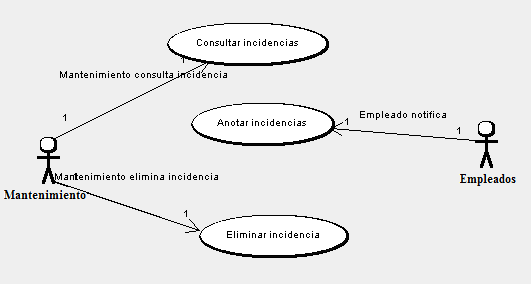 Consultar incidencias
1
Mantenimiento consulta incidencia
1
Anotar incidencias
Empleado notifica
1
1
Mantenimiento
Empleados
1
Mantenimiento elimina incidencia
1
Eliminar incidencia